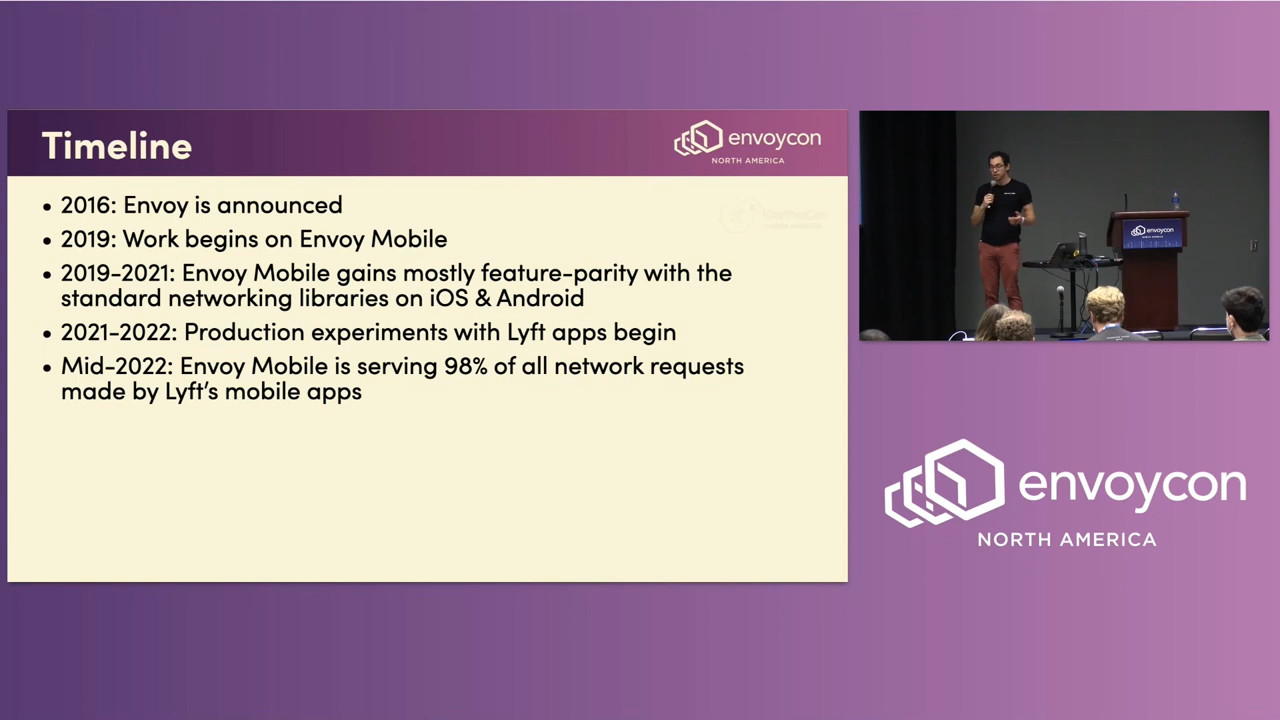 Timeline
envoycon
NORTH AMERICA
• 2016: Envoy is announced
• 2019: Work begins on Envoy Mobile
• 2019-2021: Envoy Mobile gains mostly feature-parity with the
standard networking libraries on iOS & Android
• 2021-2022: Production experiments with Lyft apps begin
• Mid-2022: Envoy Mobile is serving 98% of all network requests
made by Lyft's mobile apps
envoycon
envoycon
NORTH AMERICA